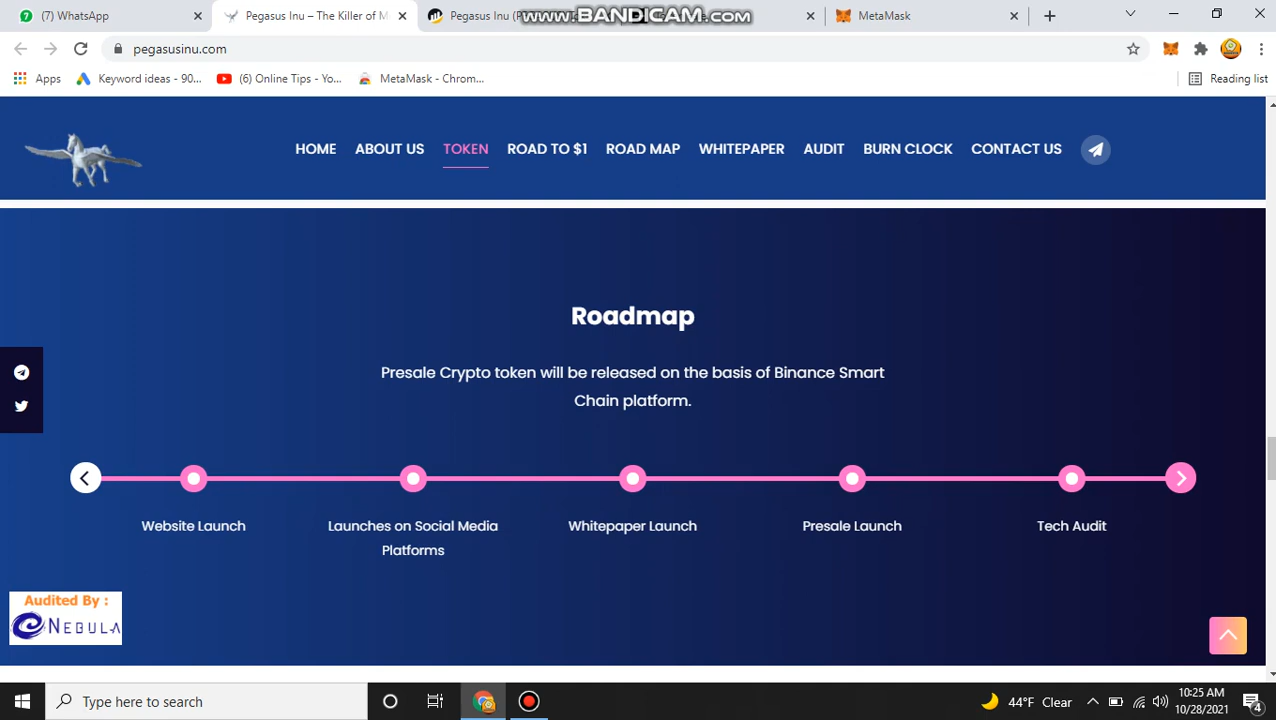 (7) WhatsApp
Pegasus Inu – The Killer of M
Pegasus Inu (P
www.BANDICAM.com
MetaMask
pegasusinu.com
Apps
Keyword ideas - 90...
(6) Online Tips - Yo...
MetaMask - Chrom...
Reading list
HOME
ABOUT US
TOKEN
ROAD TO $1
ROAD MAP
WHITEPAPER
AUDIT
BURN CLOCK
CONTACT US
Roadmap
Presale Crypto token will be released on the basis of Binance Smart
Chain platform.
Website Launch
Launches on Social Media
Platforms
Whitepaper Launch
Presale Launch
Tech Audit
Audited By :
NEBULA
Type here to search
44°F Clear
10:25 AM
10/28/2021
4